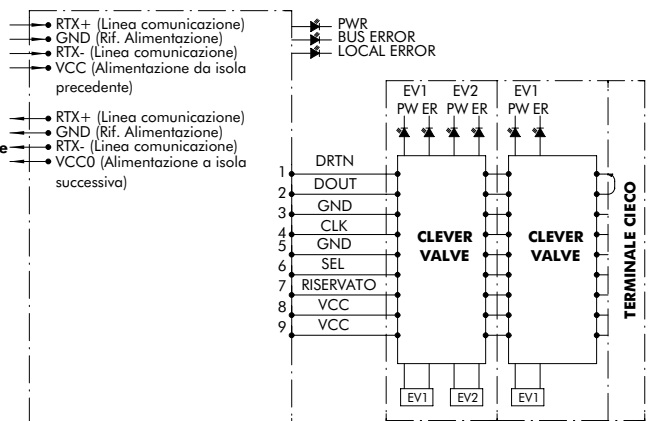 RTX+ (Linea comunicazione)
GND (Rif. Alimentazione)
RTX- (Linea comunicazione)
VCC (Alimentazione da isola
precedente)
RTX+ (Linea comunicazione)
GND (Rif. Alimentazione)
e
RTX- (Linea comunicazione)
VCC0 (Alimentazione a isola
successiva)
PWR
BUS ERROR
LOCAL ERROR
EV1 EV2 EV1
PW ER PW ER PW ER
1 DRTN
2 DOUT
3 GND
4 CLK
5 GND
6 SEL
7 RISERVATO
8 VCC
9 VCC
CLEVER
VALVE
CLEVER
VALVE
TERMINALE CIECO
EV1 EV2 EV1